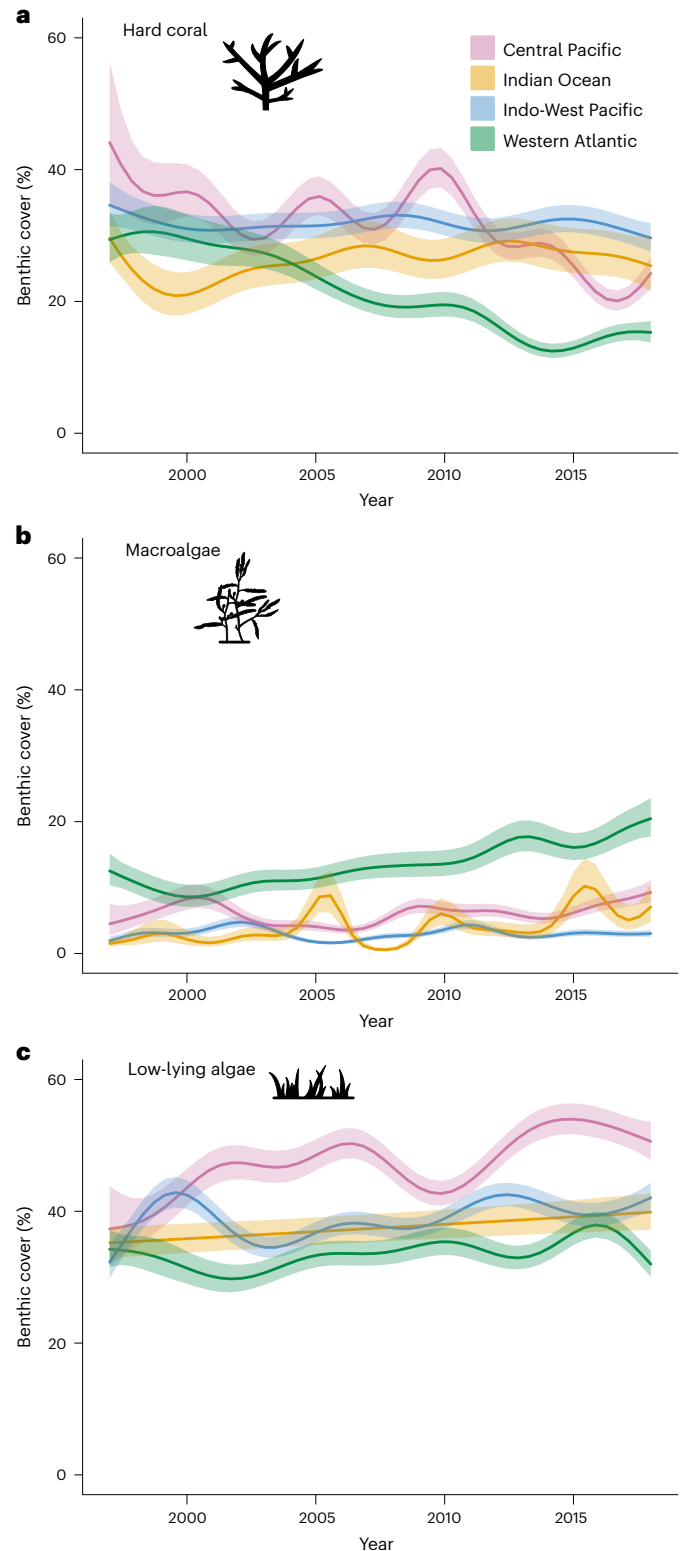 a
Hard coral
Central Pacific
Indian Ocean
Indo-West Pacific
Western Atlantic
Benthic cover (%)
60
40
20
0
2000 2005 2010 2015
Year
b
Macroalgae
Benthic cover (%)
60
40
20
0
2000 2005 2010 2015
Year
c
Low-lying algae
Benthic cover (%)
60
40
20
0
2000 2005 2010 2015
Year